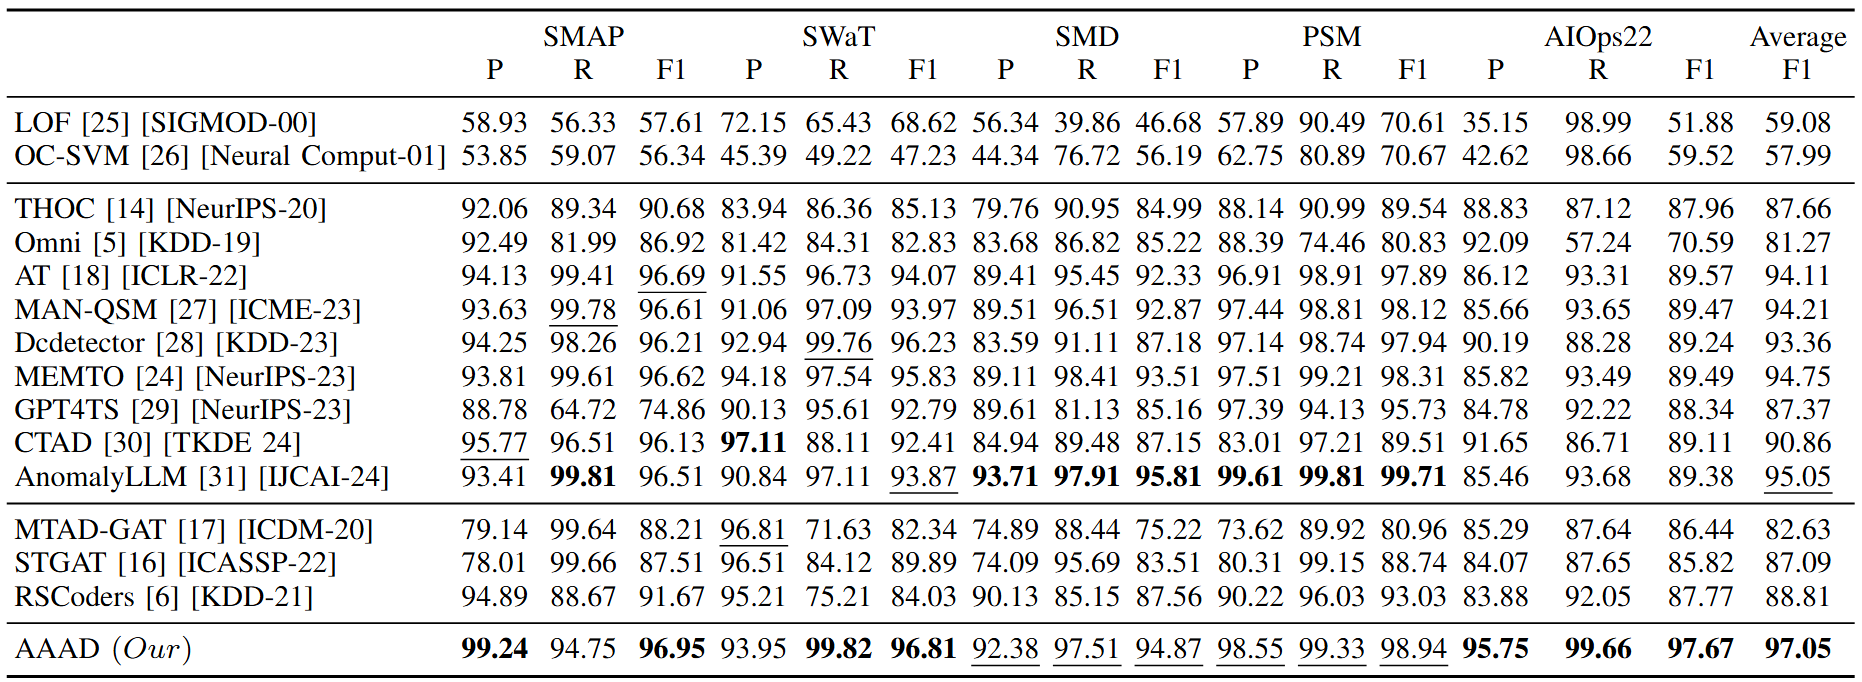 SMAP SWaT SMD PSM AIOps22 Average
P R F1 P R F1 P R F1 P R F1 P R F1 F1
LOF [25] [SIGMOD-00] 58.93 56.33 57.61 72.15 65.43 68.62 56.34 39.86 46.68 57.89 90.49 70.61 35.15 98.99 51.88 59.08
OC-SVM [26] [Neural Comput-01] 53.85 59.07 56.34 45.39 49.22 47.23 44.34 76.72 56.19 62.75 80.89 70.67 42.62 98.66 59.52 57.99
THOC [14] [NeurIPS-20] 92.06 89.34 90.68 83.94 86.36 85.13 79.76 90.95 84.99 88.14 90.99 89.54 88.83 87.12 87.96 87.66
Omni [5] [KDD-19] 92.49 81.99 86.92 81.42 84.31 82.83 83.68 86.82 85.22 88.39 74.46 80.83 92.09 57.24 70.59 81.27
AT [18] [ICLR-22] 94.13 99.41 96.69 91.55 96.73 94.07 89.41 95.45 92.33 96.91 98.91 97.89 86.12 93.31 89.57 94.11
MAN-QSM [27] [ICME-23] 93.63 99.78 96.61 91.06 97.09 93.97 89.51 96.51 92.87 97.44 98.81 98.12 85.66 93.65 89.47 94.21
Dcdetector [28] [KDD-23] 94.25 98.26 96.21 92.94 99.76 96.23 83.59 91.11 87.18 97.14 98.74 97.94 90.19 88.28 89.24 93.36
MEMTO [24] [NeurIPS-23] 93.81 99.61 96.62 94.18 97.54 95.83 89.11 98.41 93.51 97.51 99.21 98.31 85.82 93.49 89.49 94.75
GPT4TS [29] [NeurIPS-23] 88.78 64.72 74.86 90.13 95.61 92.79 89.61 81.13 85.16 97.39 94.13 95.73 84.78 92.22 88.34 87.37
CTAD [30] [TKDE 24] 95.77 96.51 96.13 97.11 88.11 92.41 84.94 89.48 87.15 83.01 97.21 89.51 91.65 86.71 89.11 90.86
AnomalyLLM [31] [IJCAI-24] 93.41 99.81 96.51 90.84 97.11 93.87 93.71 97.91 95.81 99.61 99.81 99.71 85.46 93.68 89.38 95.05
MTAD-GAT [17] [ICDM-20] 79.14 99.64 88.21 96.81 71.63 82.34 74.89 88.44 75.22 73.62 89.92 80.96 85.29 87.64 86.44 82.63
STGAT [16] [ICASSP-22] 78.01 99.66 87.51 96.51 84.12 89.89 74.09 95.69 83.51 80.31 99.15 88.74 84.07 87.65 85.82 87.09
RSCoders [6] [KDD-21] 94.89 88.67 91.67 95.21 75.21 84.03 90.13 85.15 87.56 90.22 96.03 93.03 83.88 92.05 87.77 88.81
AAAD (Our) 99.24 94.75 96.95 93.95 99.82 96.81 92.38 97.51 94.87 98.55 99.33 98.94 95.75 99.66 97.67 97.05